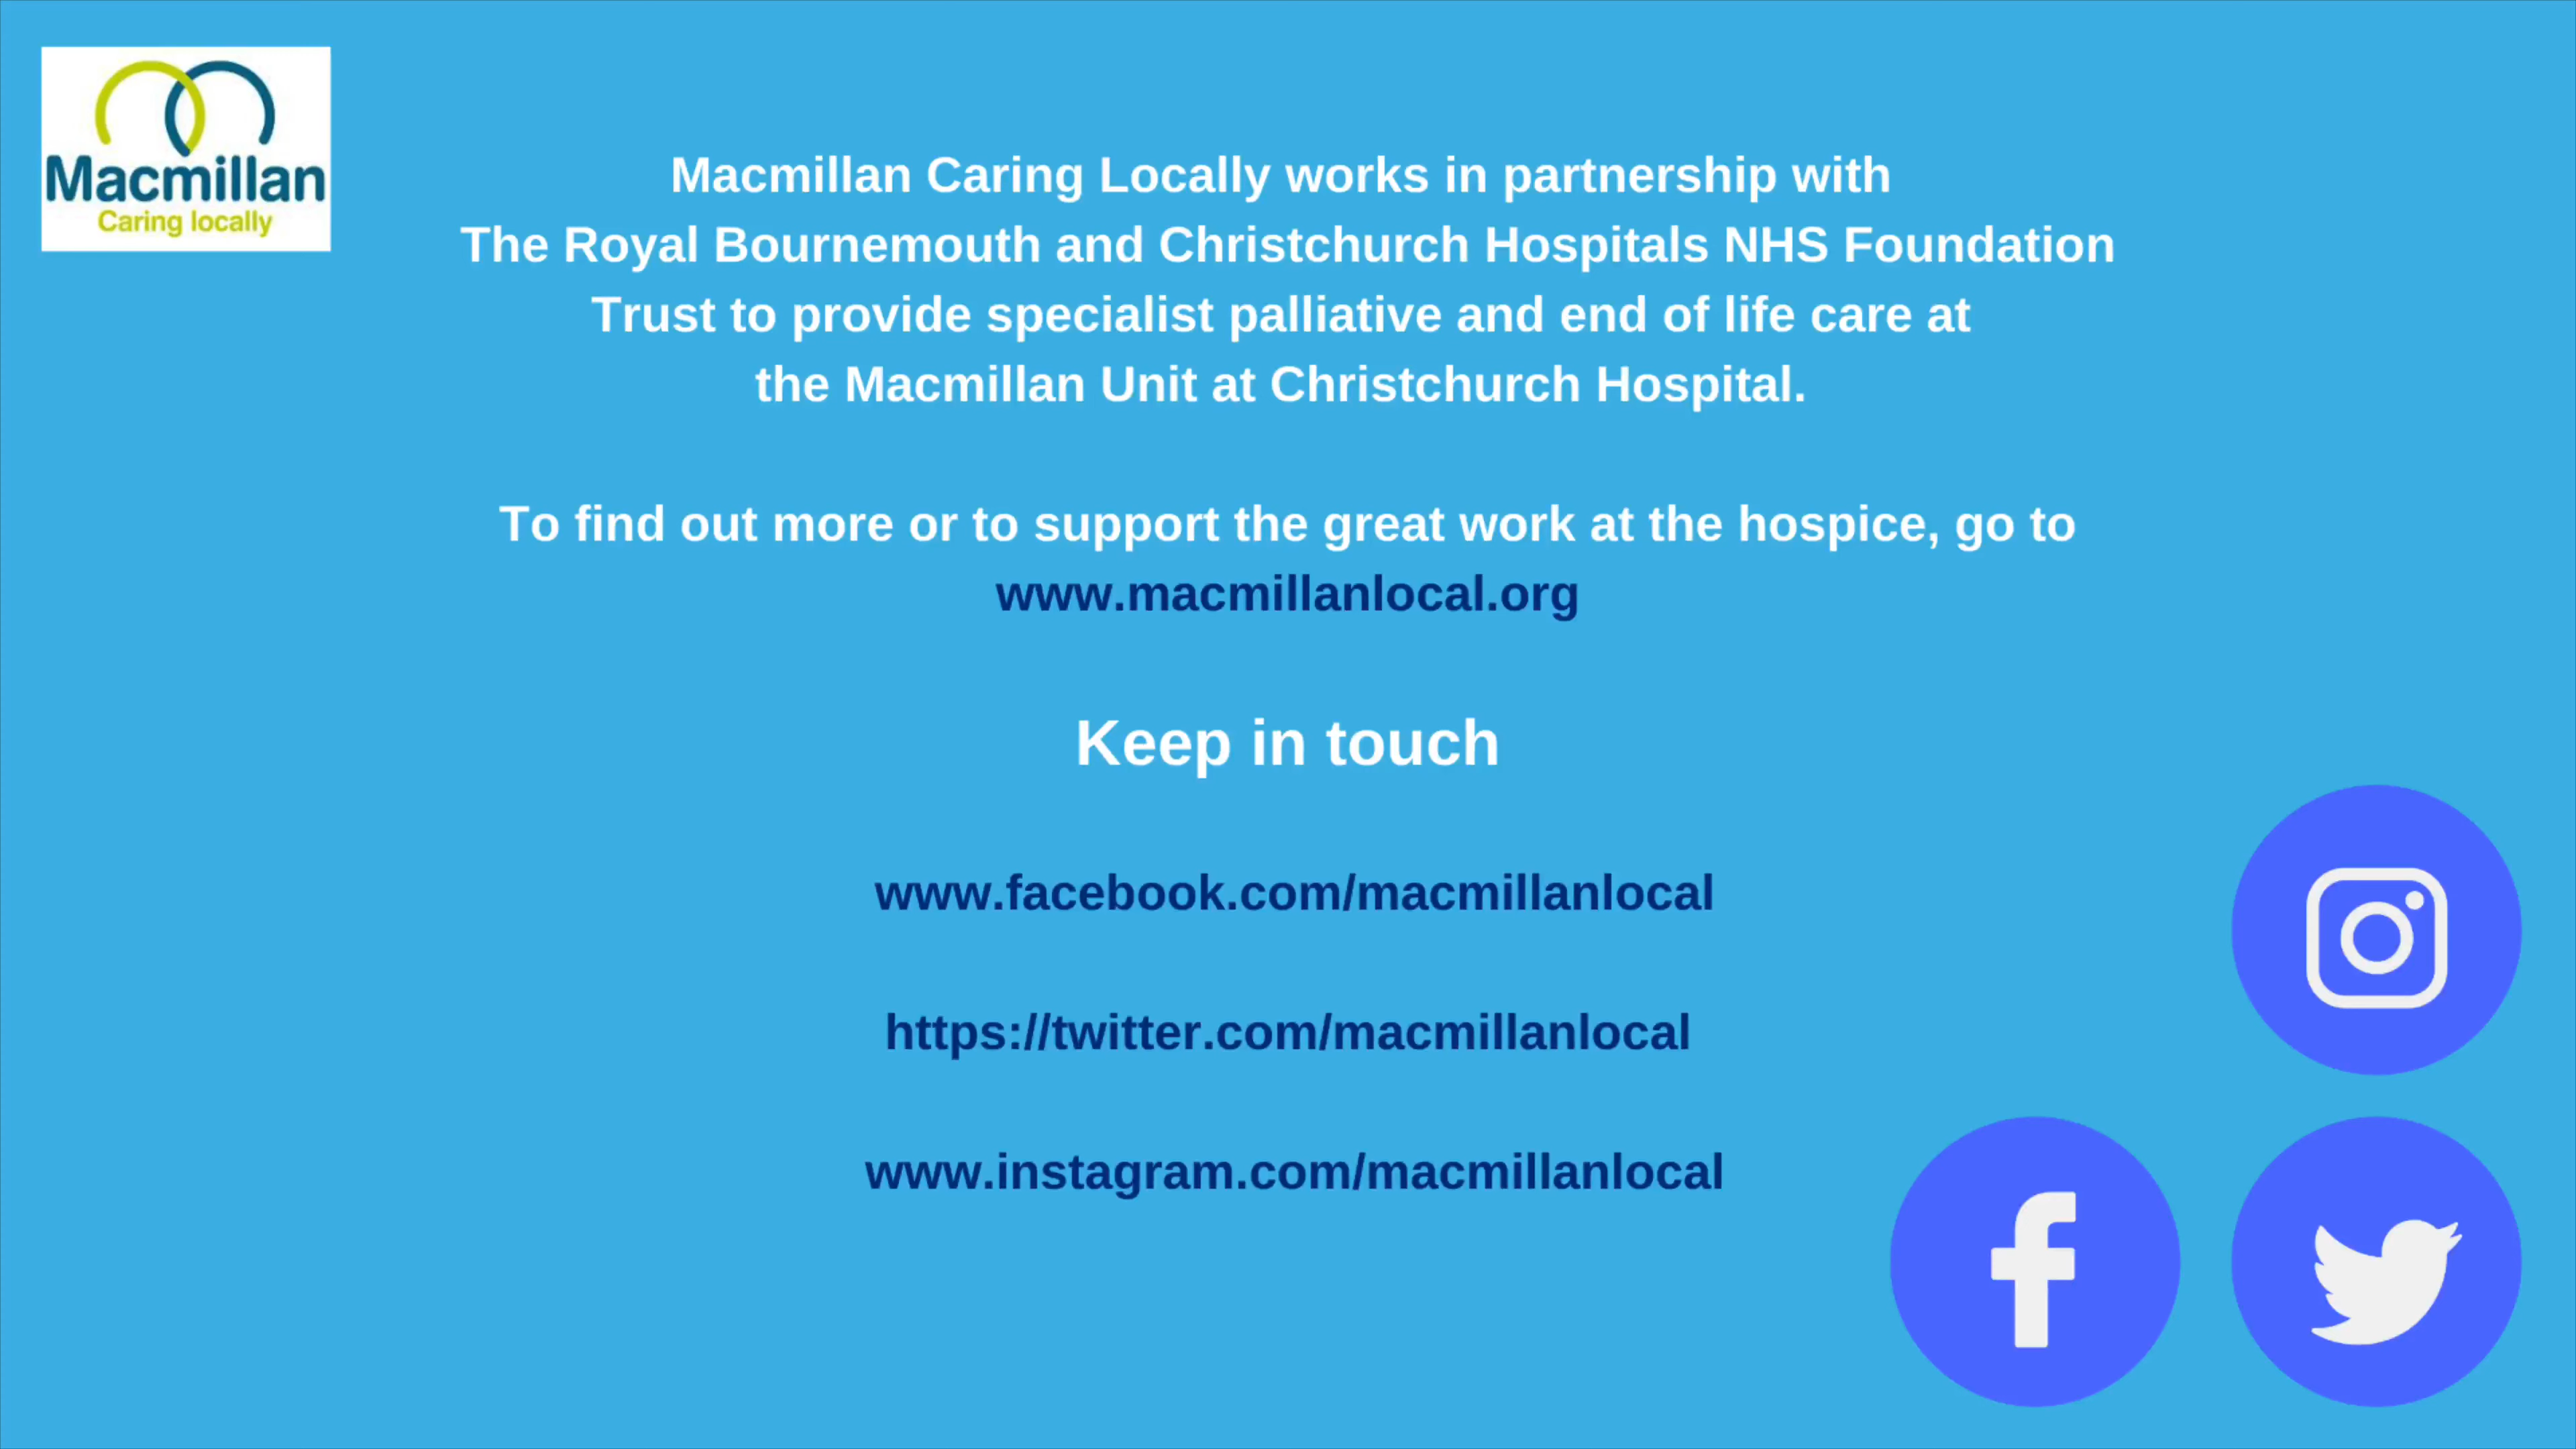 Macmillan
Caring locally
Macmillan Caring Locally works in partnership with
The Royal Bournemouth and Christchurch Hospitals NHS Foundation
Trust to provide specialist palliative and end of life care at
the Macmillan Unit at Christchurch Hospital.
To find out more or to support the great work at the hospice, go to
www.macmillanlocal.org
Keep in touch
www.facebook.com/macmillanlocal
https://twitter.com/macmillanlocal
www.instagram.com/macmillanlocal